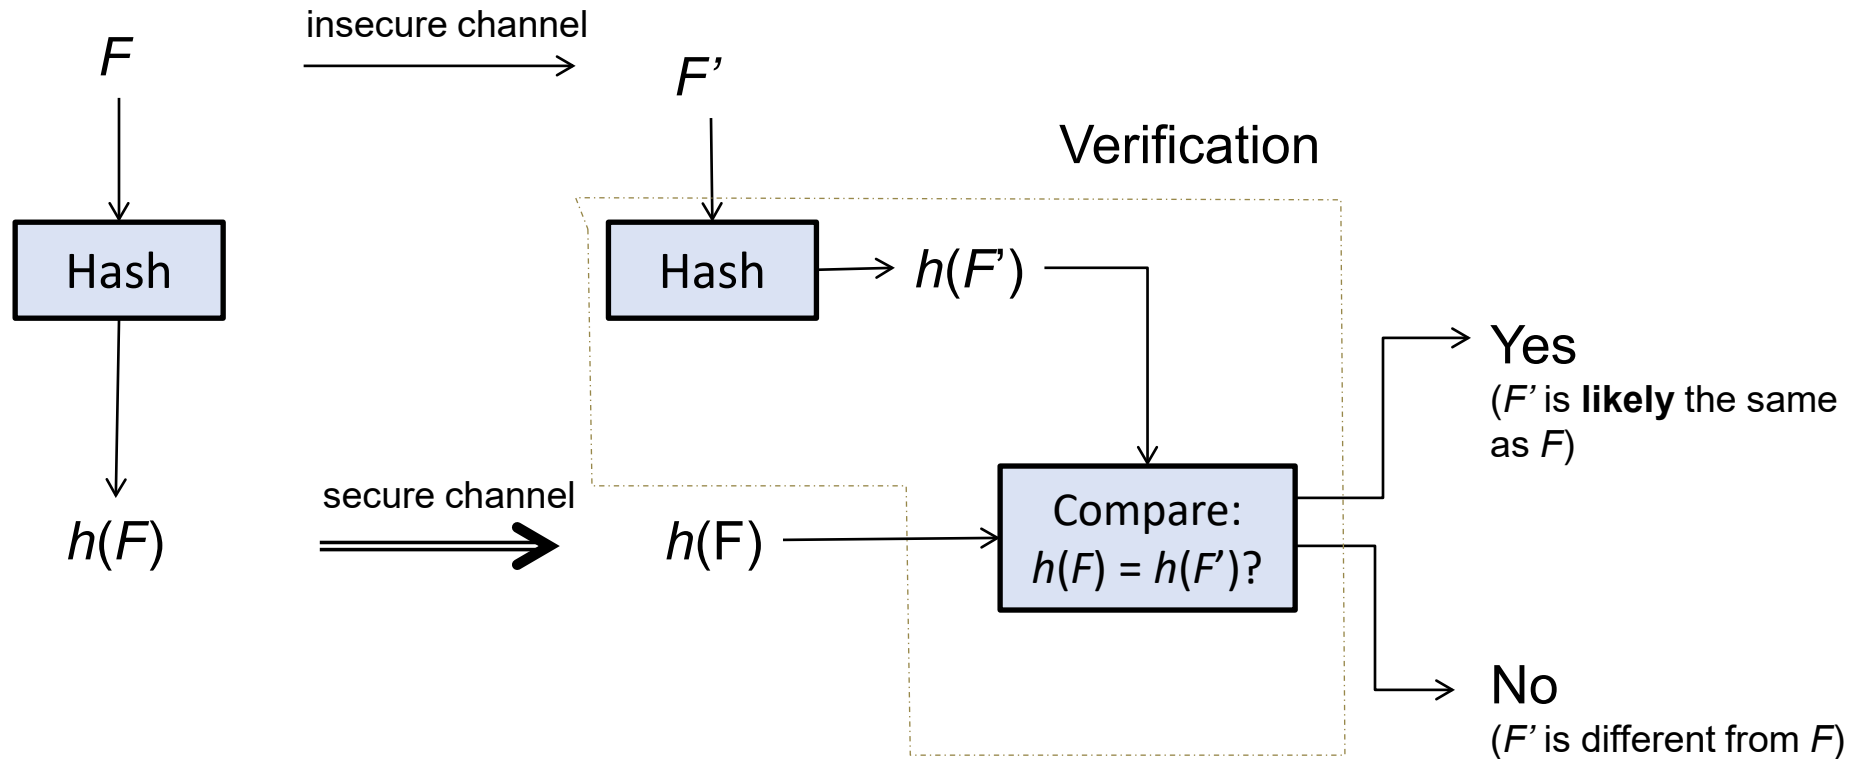 insecure channel
F
F’
Verification
Hash
Hash
h(F’)
Yes
(F’ is likely the same
as F)
secure channel
h(F)
h(F)
Compare:
h(F) = h(F’)?
No
(F’ is different from F)